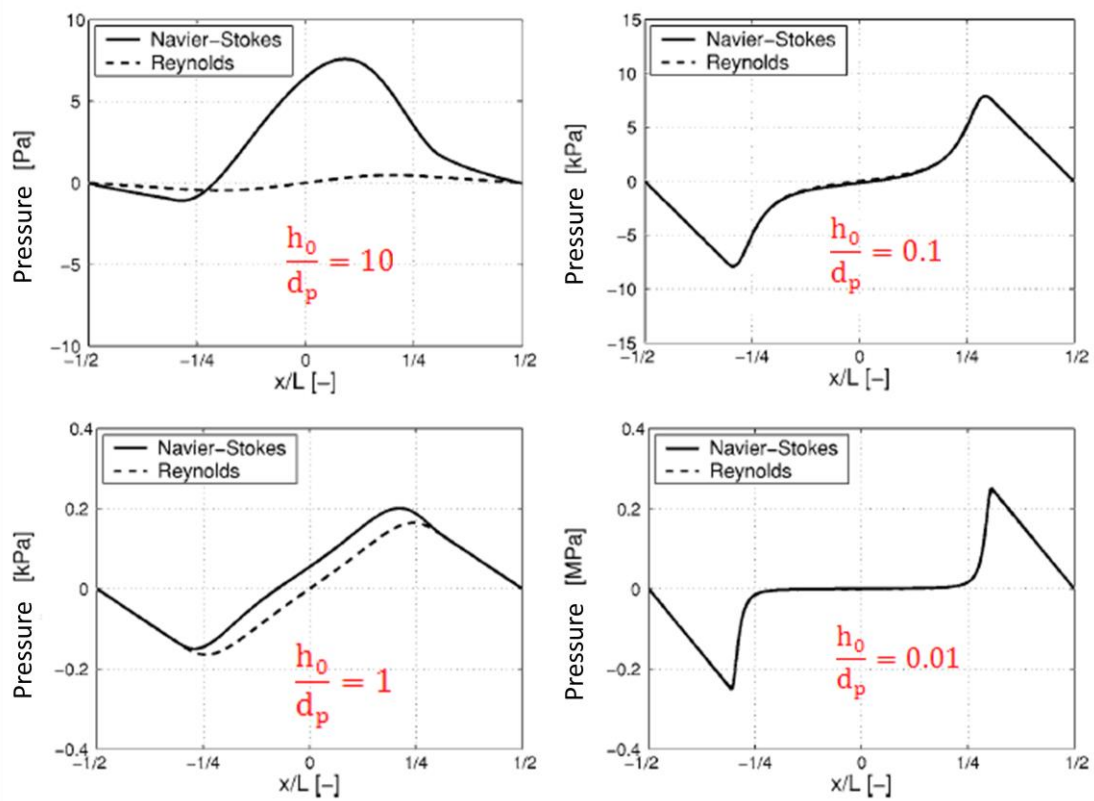 Navier-Stokes
Reynolds
Pressure [Pa]
10
5
0
-5
-10
h₀/dₚ = 10
-1/2 -1/4 0 1/4 1/2
x/L [-]
Navier-Stokes
Reynolds
Pressure [kPa]
15
10
5
0
-5
-10
-15
h₀/dₚ = 0.1
-1/2 -1/4 0 1/4 1/2
x/L [-]
Navier-Stokes
Reynolds
Pressure [kPa]
0.4
0.2
0
-0.2
-0.4
h₀/dₚ = 1
-1/2 -1/4 0 1/4 1/2
x/L [-]
Navier-Stokes
Reynolds
Pressure [MPa]
0.4
0.2
0
-0.2
-0.4
h₀/dₚ = 0.01
-1/2 -1/4 0 1/4 1/2
x/L [-]